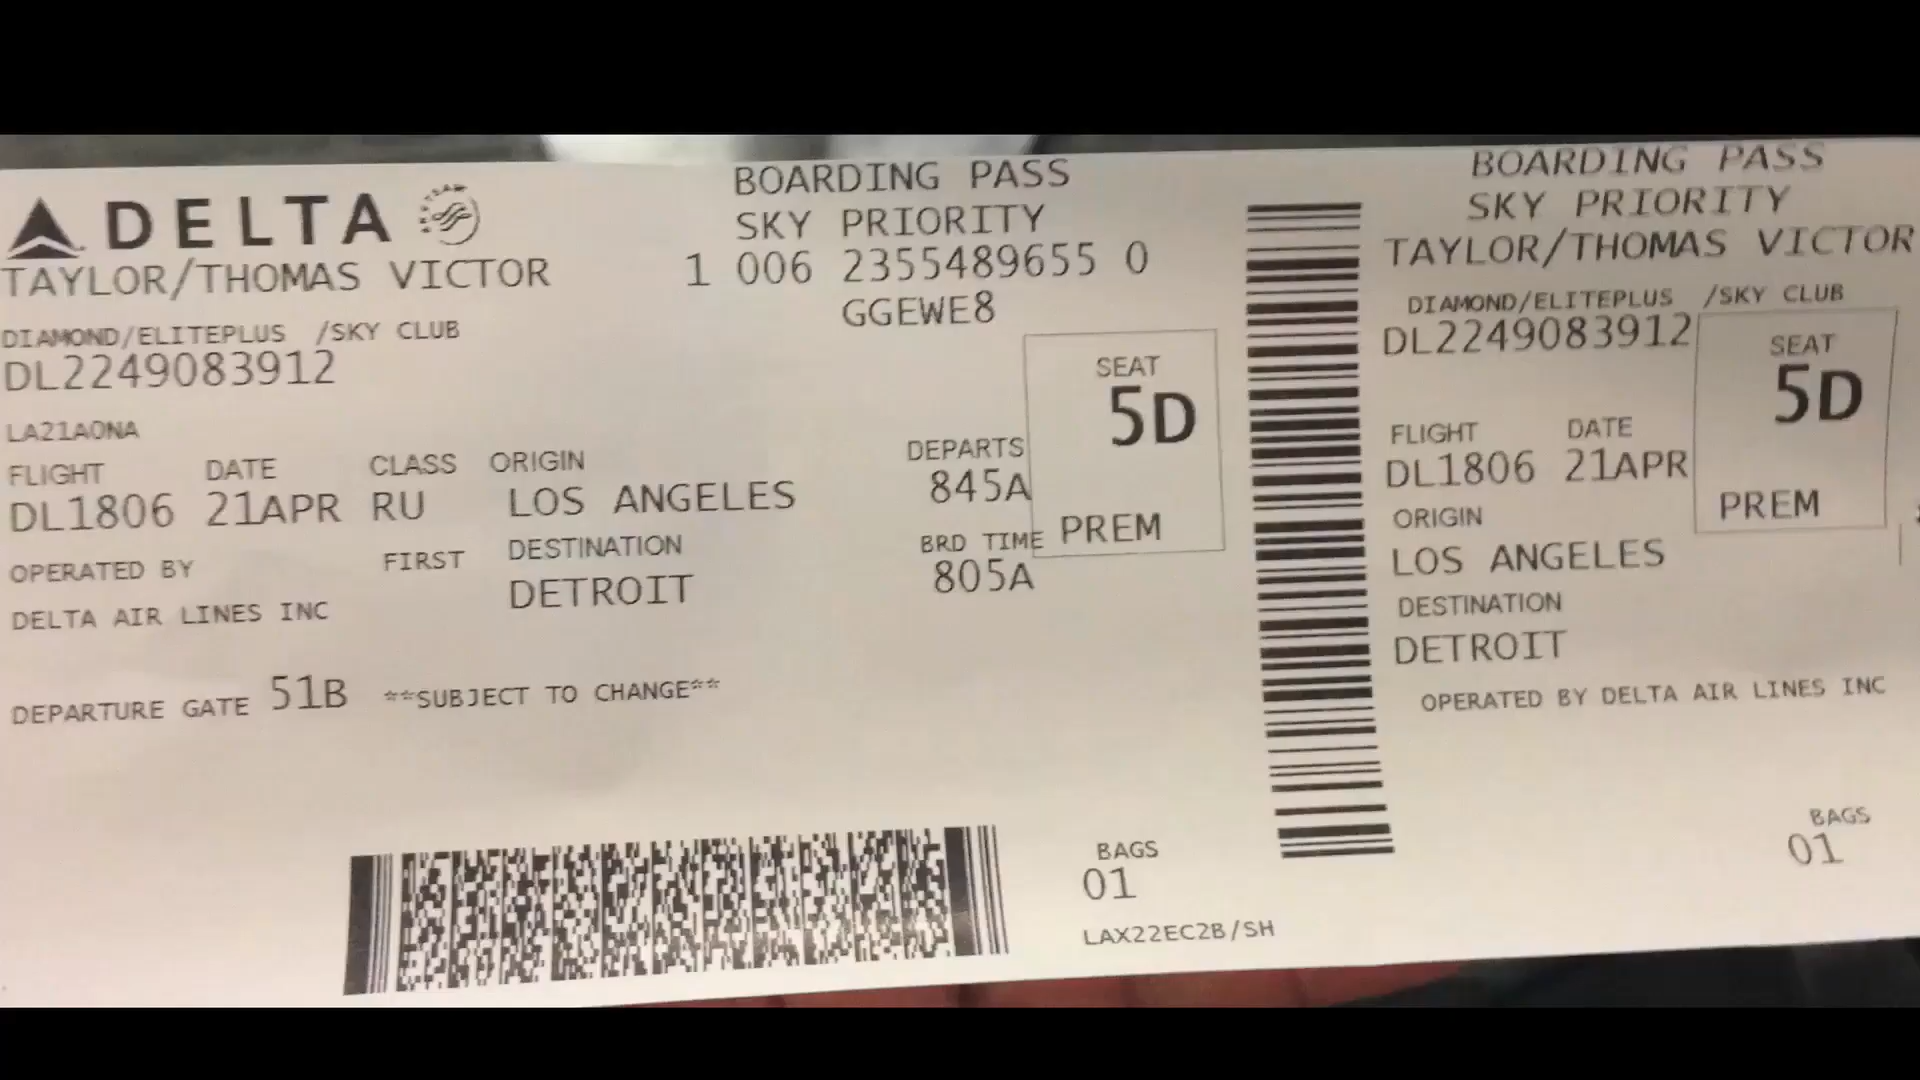 DELTA
TAYLOR/THOMAS VICTOR
DIAMOND/ELITEPLUS /SKY CLUB
DL2249083912
LA21A0NA
BOARDING PASS
SKY PRIORITY
1 006 2355489655 0
GGEWE8
FLIGHT DATE CLASS ORIGIN
DL1806 21APR RU LOS ANGELES
OPERATED BY FIRST DESTINATION
DELTA AIR LINES INC DETROIT
DEPARTS
845A
BRD TIME
805A
SEAT
5D
PREM
DEPARTURE GATE 51B **SUBJECT TO CHANGE**
BAGS
01
LAX22EC2B/SH
BOARDING PASS
SKY PRIORITY
TAYLOR/THOMAS VICTOR
DIAMOND/ELITEPLUS /SKY CLUB
DL2249083912
SEAT
5D
PREM
FLIGHT DATE
DL1806 21APR
ORIGIN
LOS ANGELES
DESTINATION
DETROIT
OPERATED BY DELTA AIR LINES INC
BAGS
01